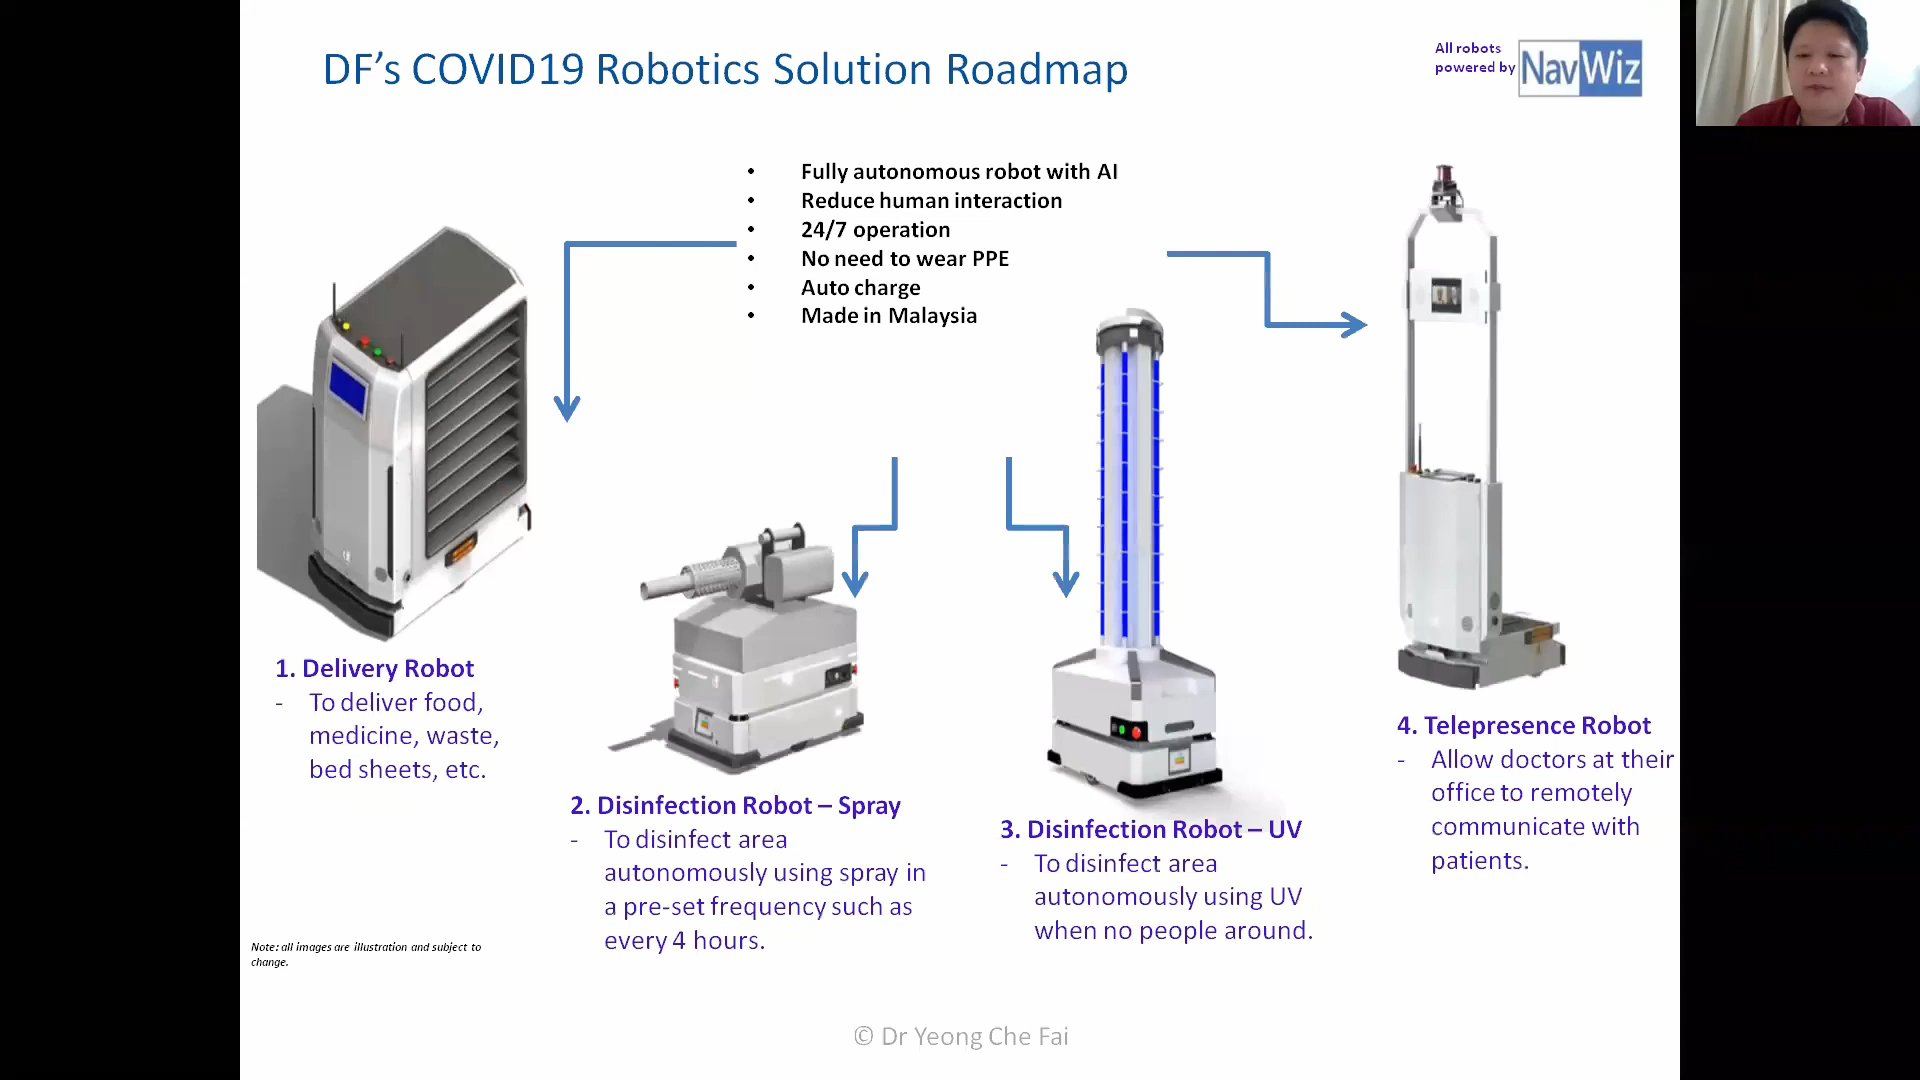 DF's COVID19 Robotics Solution Roadmap
All robots
powered by
NavWiz
• Fully autonomous robot with AI
• Reduce human interaction
• 24/7 operation
• No need to wear PPE
• Auto charge
• Made in Malaysia
1. Delivery Robot
- To deliver food,
medicine, waste,
bed sheets, etc.
2. Disinfection Robot – Spray
- To disinfect area
autonomously using spray in
a pre-set frequency such as
every 4 hours.
3. Disinfection Robot – UV
- To disinfect area
autonomously using UV
when no people around.
4. Telepresence Robot
- Allow doctors at their
office to remotely
communicate with
patients.
Note: all images are illustration and subject to
change.
© Dr Yeong Che Fai